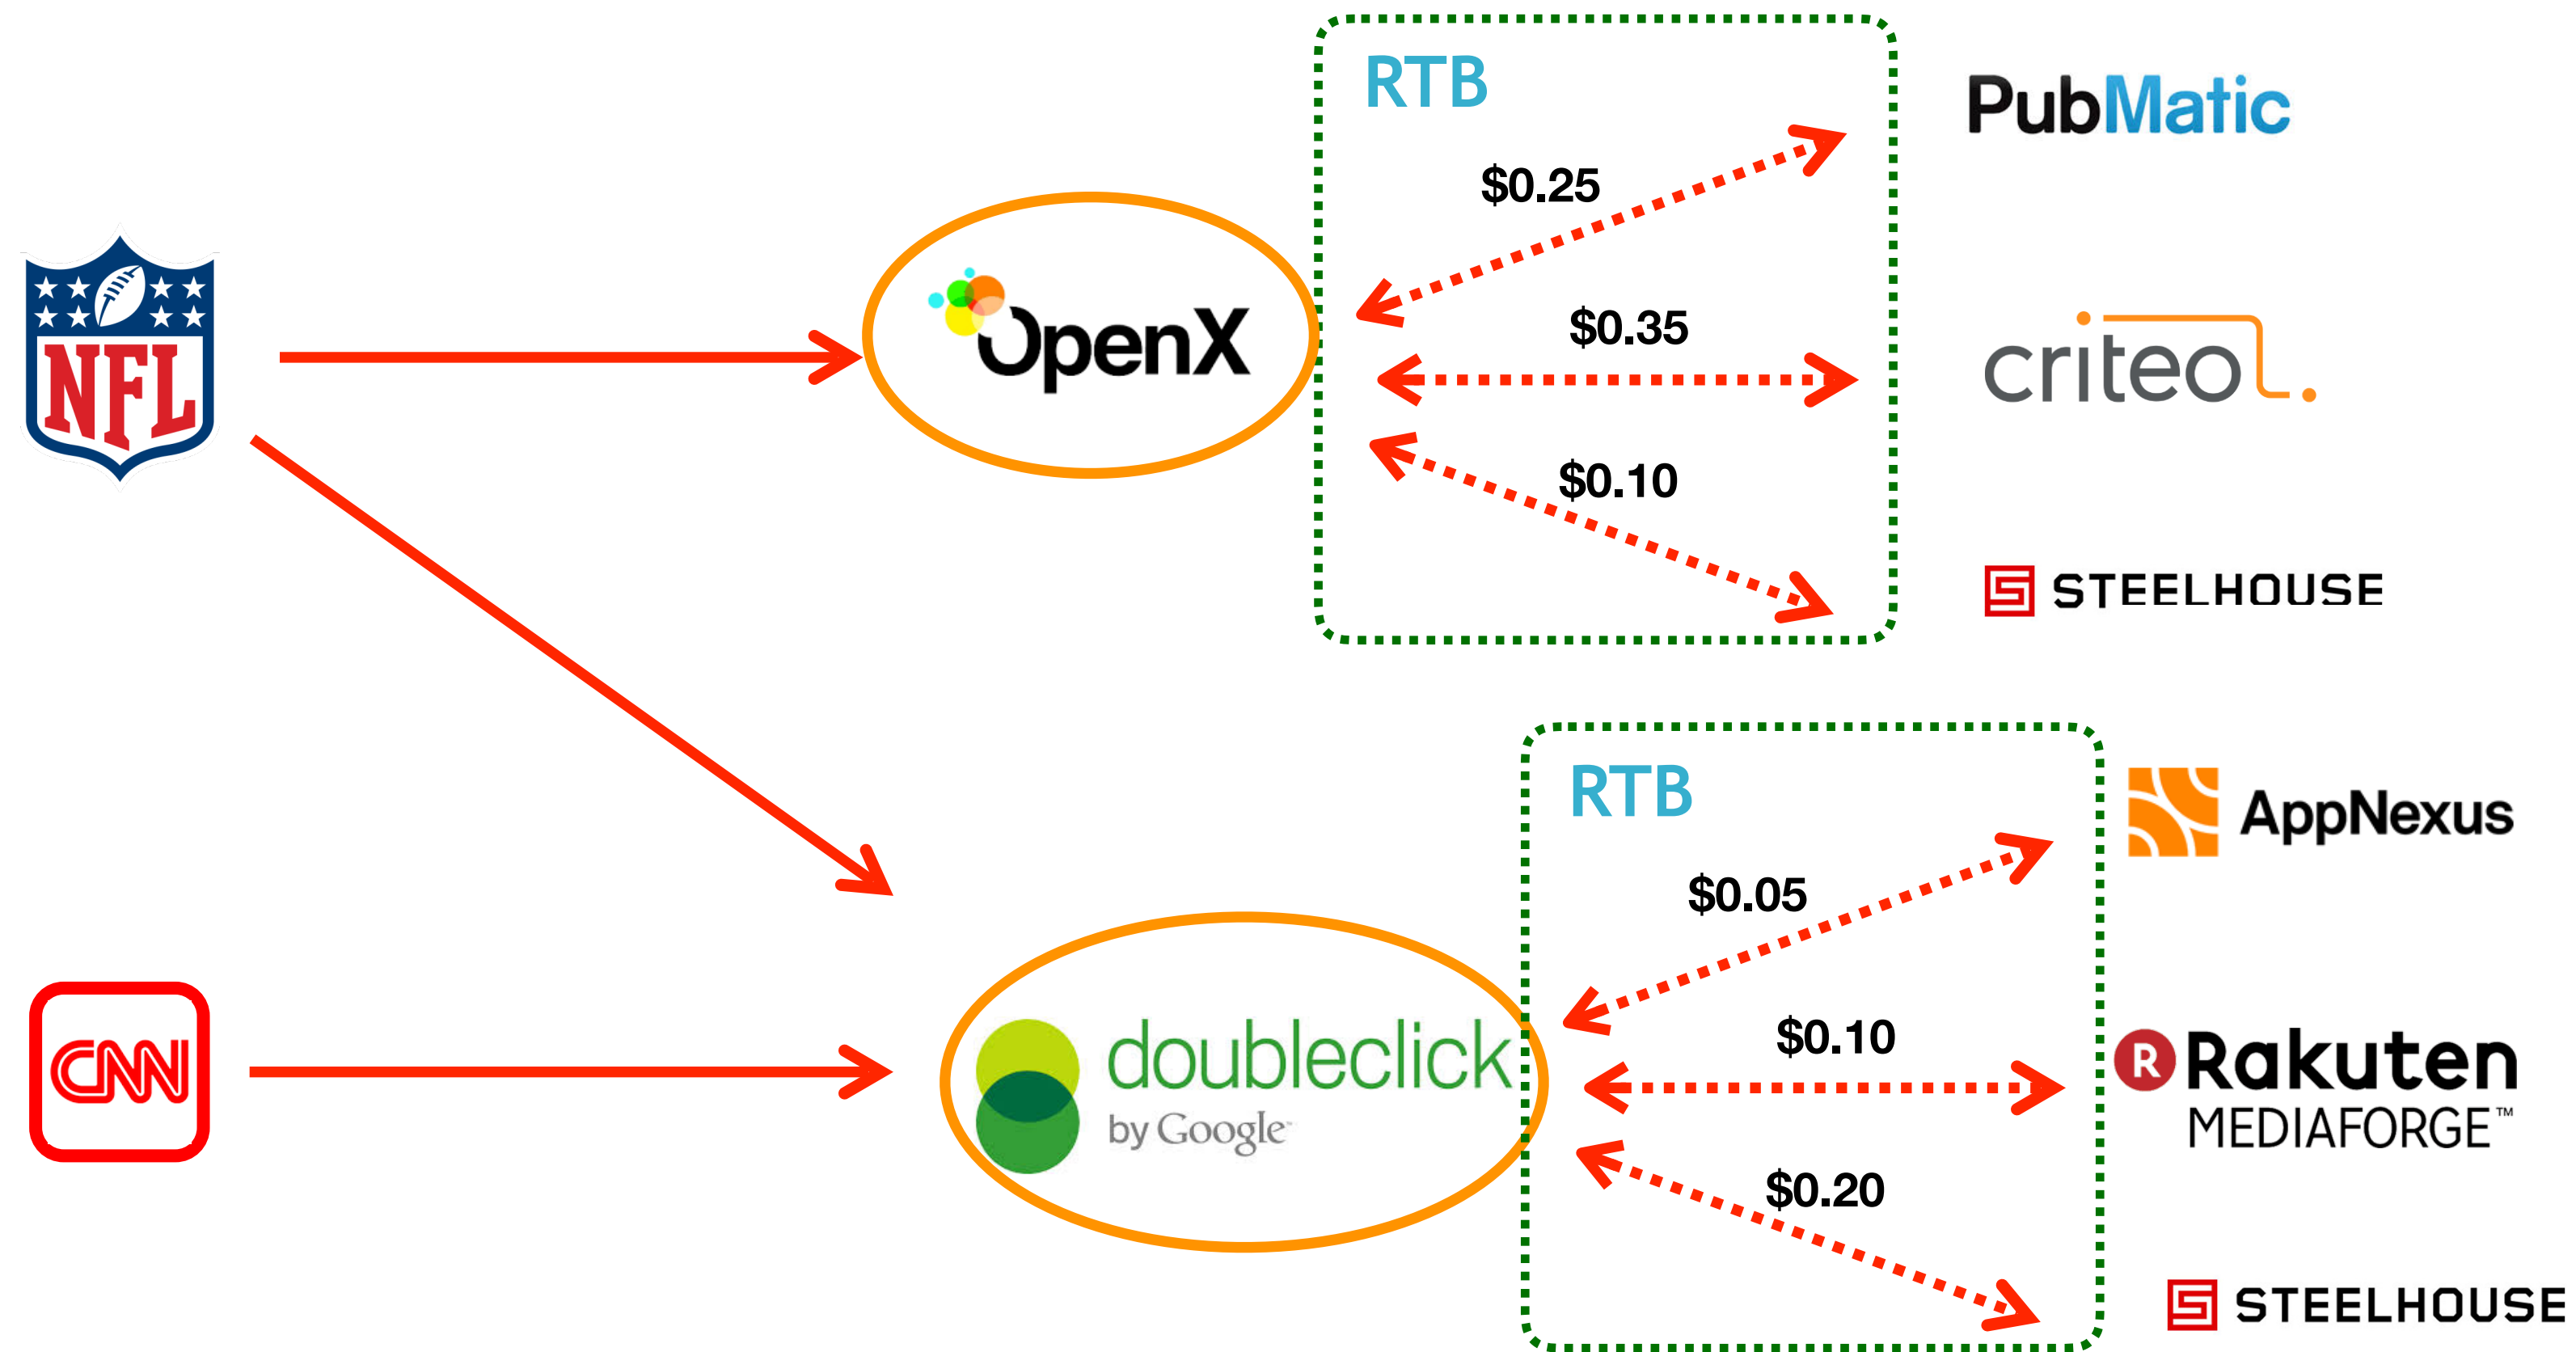 RTB
PubMatic
$0.25
NFL
OpenX
$0.35
criteo
$0.10
STEELHOUSE
RTB
AppNexus
$0.05
CNN
doubleclick
by Google
$0.10
R Rakuten
MEDIAFORGE™
$0.20
STEELHOUSE